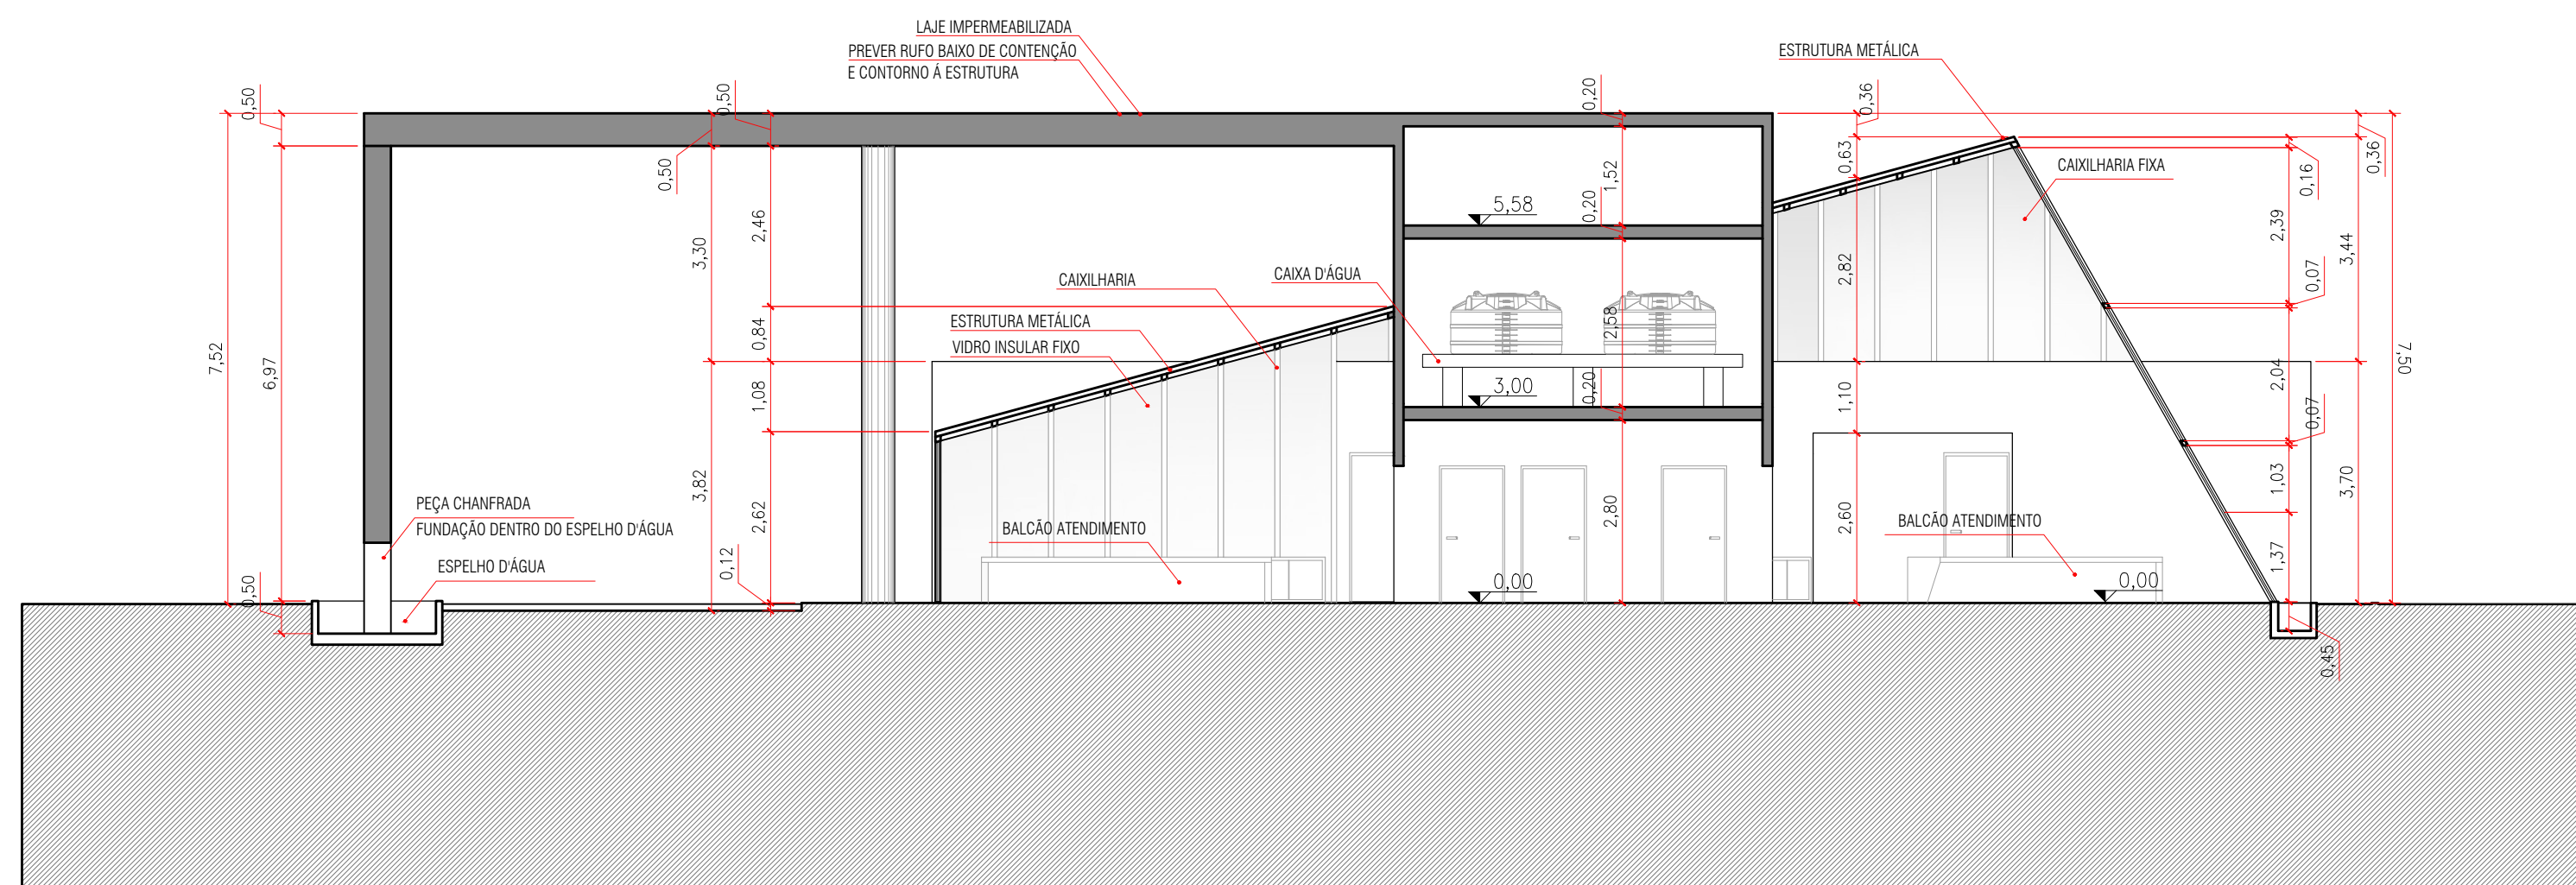 LAJE IMPERMEABILIZADA
PREVER RUFO BAIXO DE CONTENÇÃO
E CONTORNO Á ESTRUTURA
ESTRUTURA METÁLICA
CAIXILHARIA FIXA
CAIXILHARIA
CAIXA D'ÁGUA
ESTRUTURA METÁLICA
VIDRO INSULAR FIXO
PEÇA CHANFRADA
FUNDAÇÃO DENTRO DO ESPELHO D'ÁGUA
ESPELHO D'ÁGUA
BALCÃO ATENDIMENTO
BALCÃO ATENDIMENTO
5,58
3,00
0,00
0,00
7,52
0,50
6,97
0,50
0,50
3,30
3,82
0,50
2,46
0,84
1,08
2,62
0,12
0,20
1,52
0,20
2,58
0,20
2,80
0,36
0,63
2,82
1,10
2,60
0,16
2,39
0,07
2,04
0,07
1,03
1,37
0,45
0,36
3,44
3,70
7,50